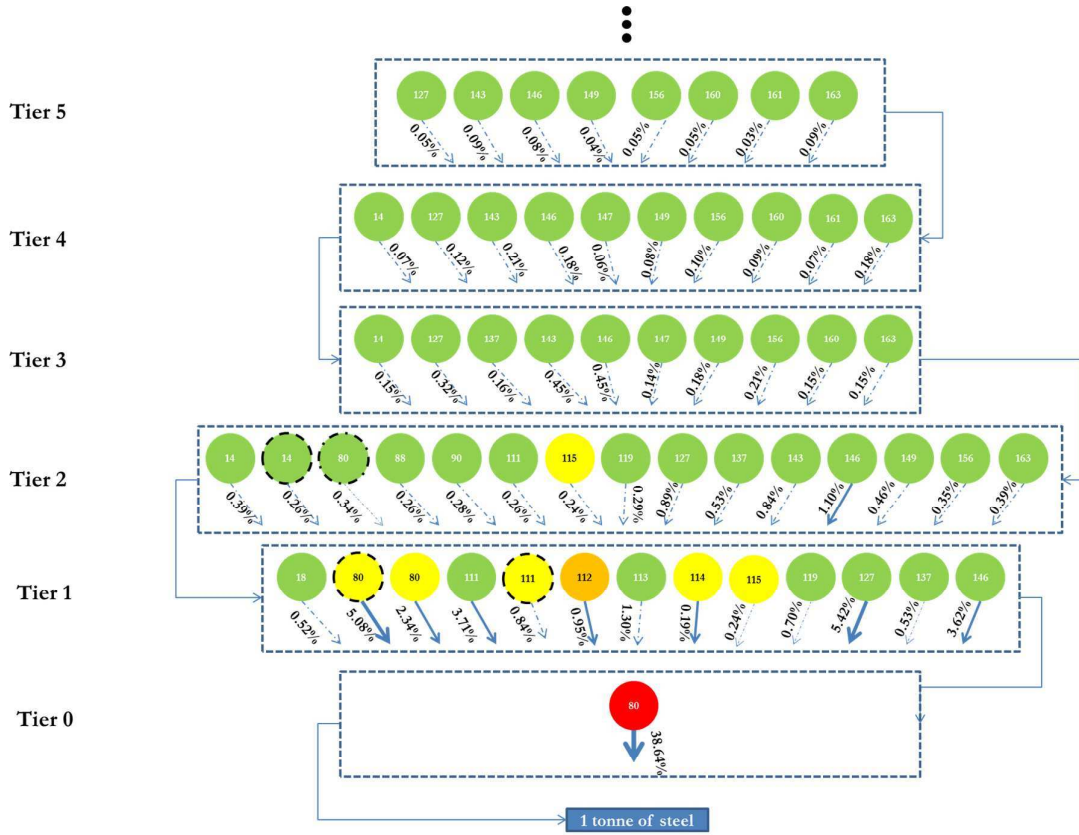 Tier 5
127 143 146 149 156 160 161 163
0.05% 0.09% 0.08% 0.04% 0.05% 0.05% 0.03% 0.09%
Tier 4
14 127 143 146 147 149 156 160 161 163
0.07% 0.12% 0.21% 0.18% 0.06% 0.08% 0.10% 0.09% 0.07% 0.18%
Tier 3
14 127 137 143 146 147 149 156 160 163
0.15% 0.32% 0.16% 0.45% 0.45% 0.14% 0.18% 0.21% 0.15% 0.15%
Tier 2
14 14 80 88 90 111 115 119 127 137 143 146 149 156 163
0.39% 0.26% 0.34% 0.26% 0.28% 0.26% 0.24% 0.29% 0.89% 0.53% 0.84% 1.10% 0.46% 0.35% 0.39%
Tier 1
18 80 80 111 111 112 113 114 115 119 127 137 146
0.52% 5.08% 2.34% 3.71% 0.84% 0.95% 1.30% 0.19% 0.24% 0.70% 5.42% 0.53% 3.62%
Tier 0
80
38.64%
1 tonne of steel